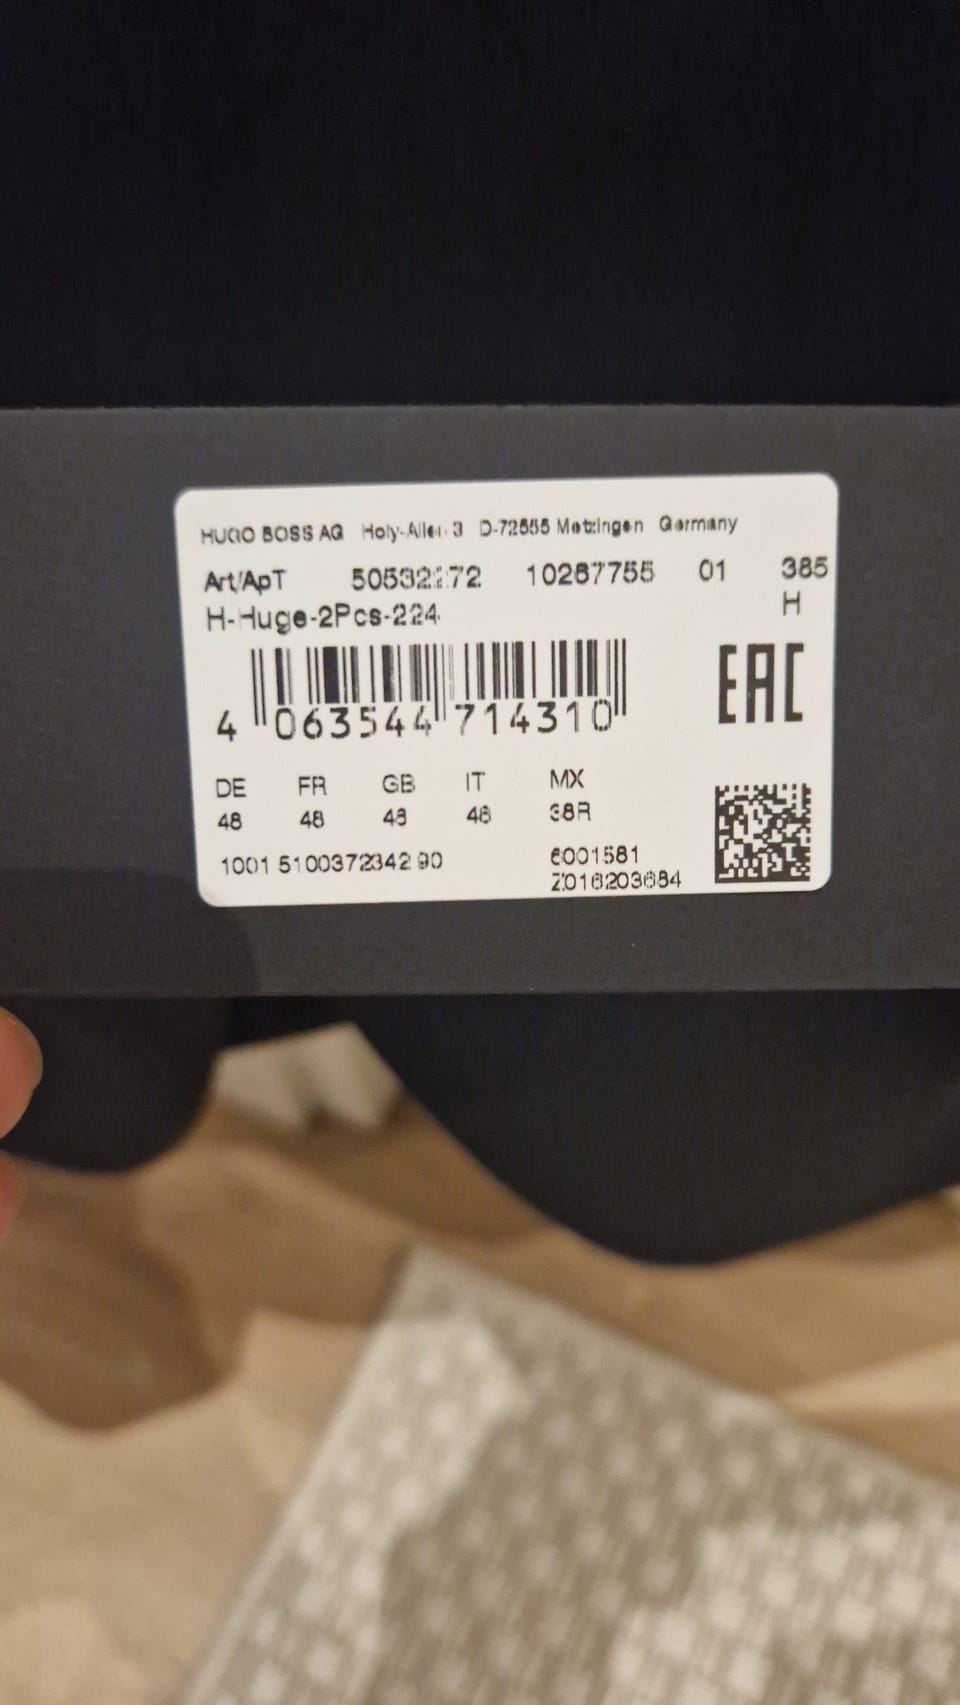 HUGO BOSS AG Holy-Allee 3 D-72555 Metzingen Germany
Art/ApT 10267755 01 385
H-Huge-2Pcs-224 H
EAC
4 063544 714310
DE FR GB IT MX
48 48 48 48 38R
1001 5100372342 90 6001581
Z016203684